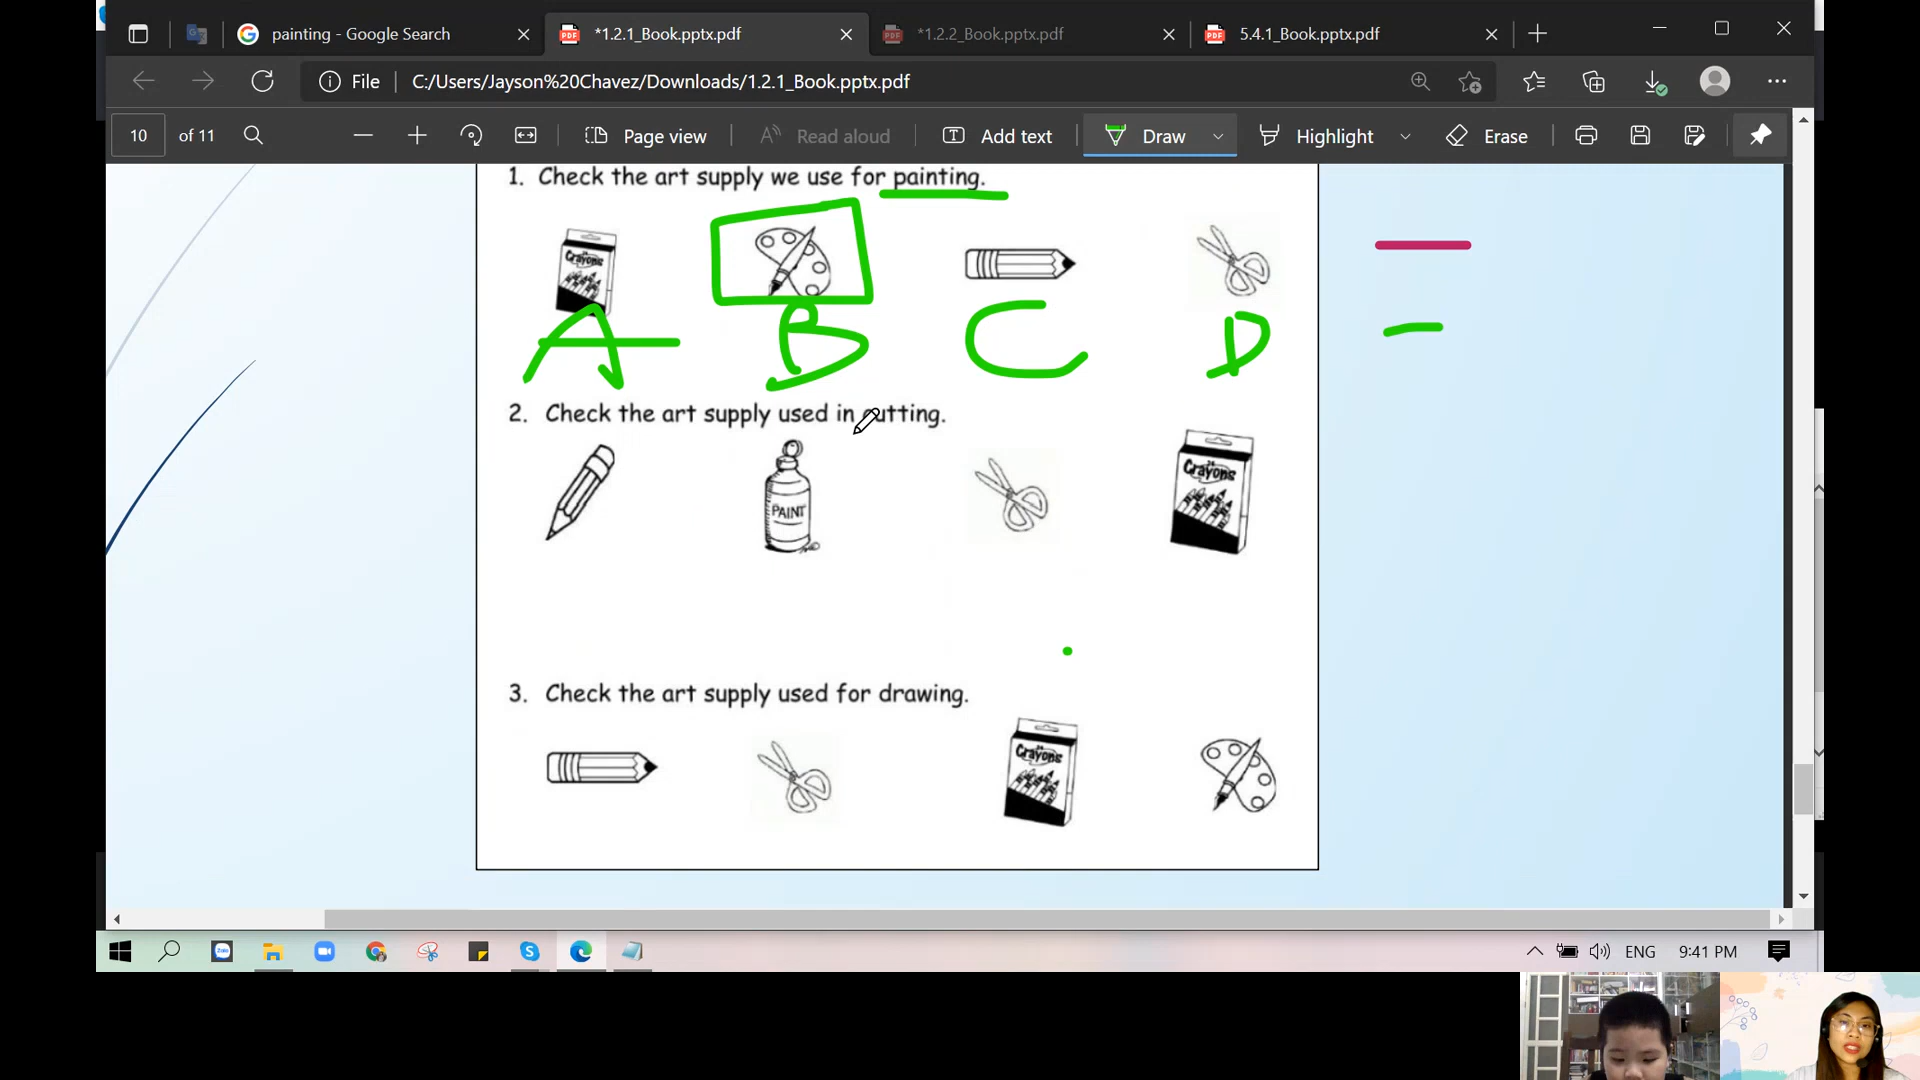 painting - Google Search
*1.2.1_Book.pptx.pdf
*1.2.2_Book.pptx.pdf
5.4.1_Book.pptx.pdf
File
C:/Users/Jayson%20Chavez/Downloads/1.2.1_Book.pptx.pdf
10 of 11
Page view
Read aloud
Add text
Draw
Highlight
Erase
1. Check the art supply we use for painting.
Crayons
A B C D
2. Check the art supply used in cutting.
PAINT
Crayons
3. Check the art supply used for drawing.
Crayons
Zalo
ENG
9:41 PM